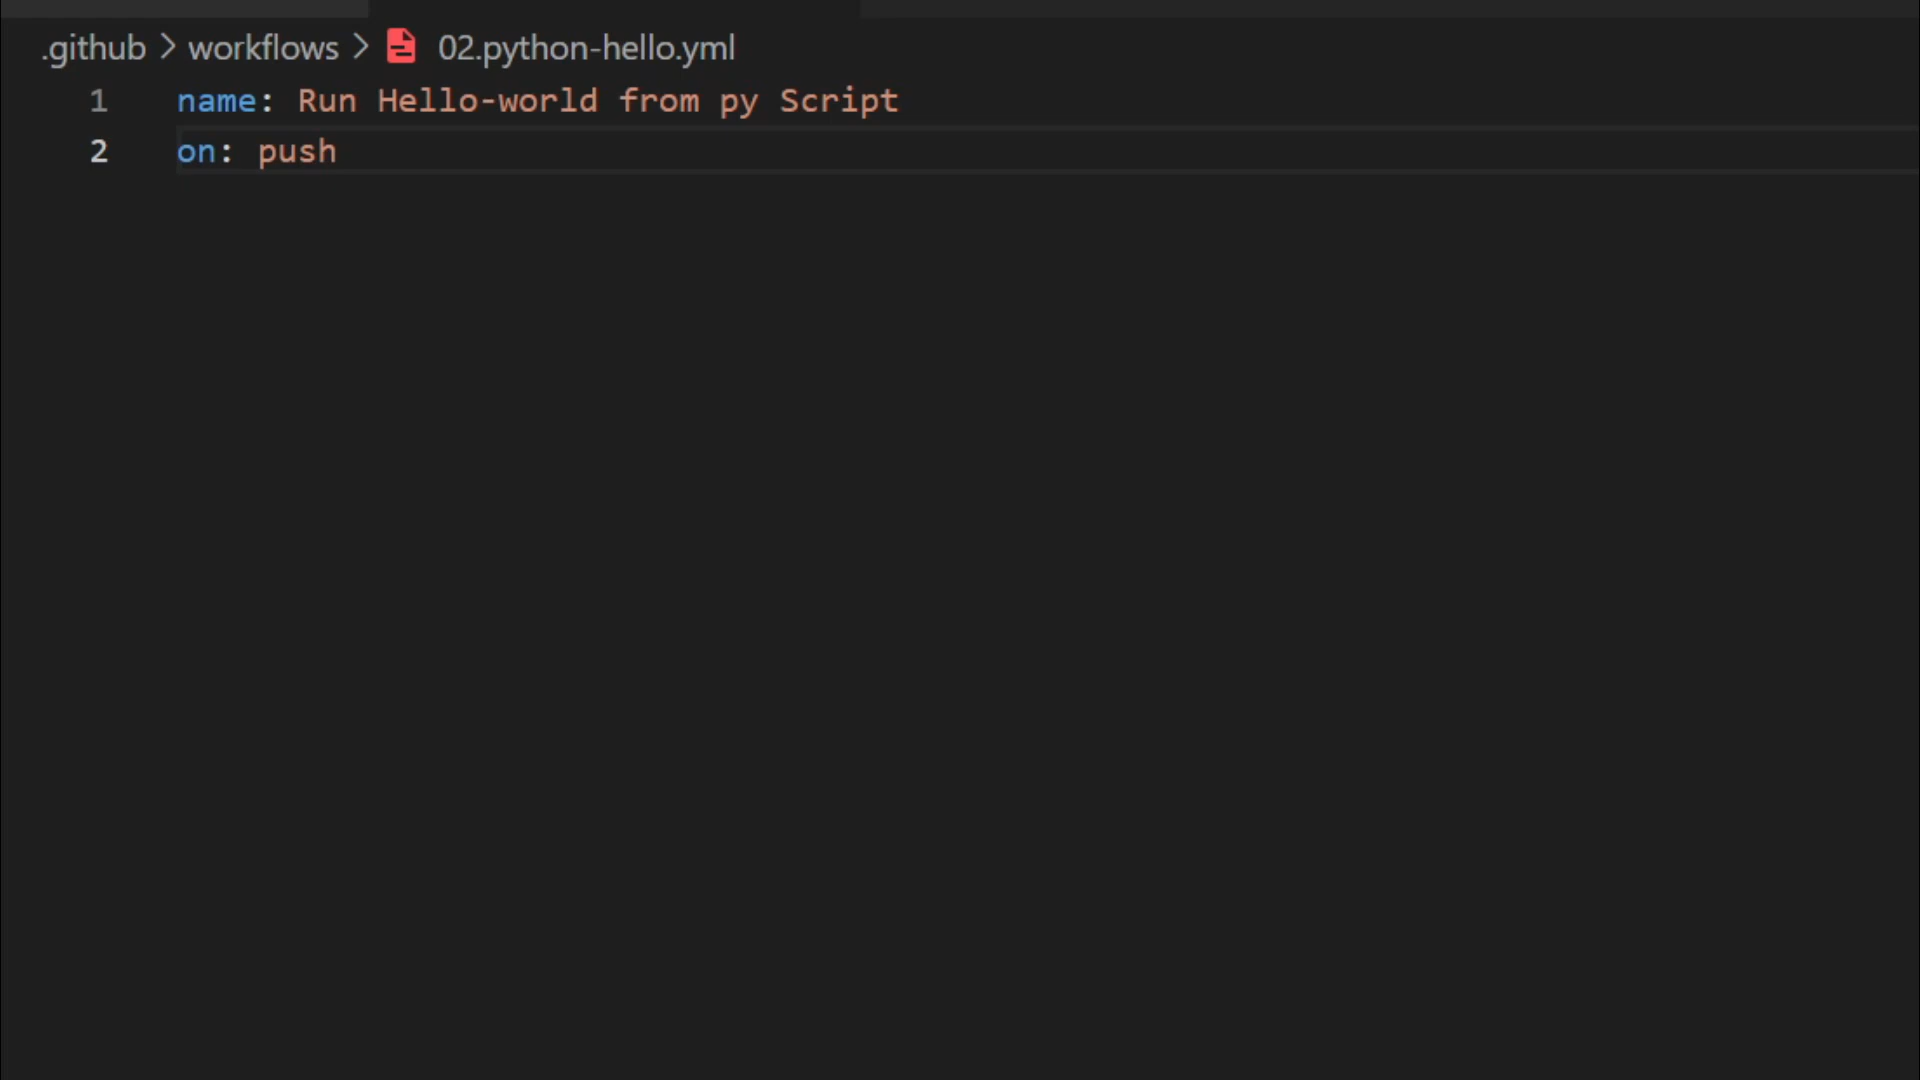 .github > workflows > 02.python-hello.yml
1 name: Run Hello-world from py Script
2 on: push